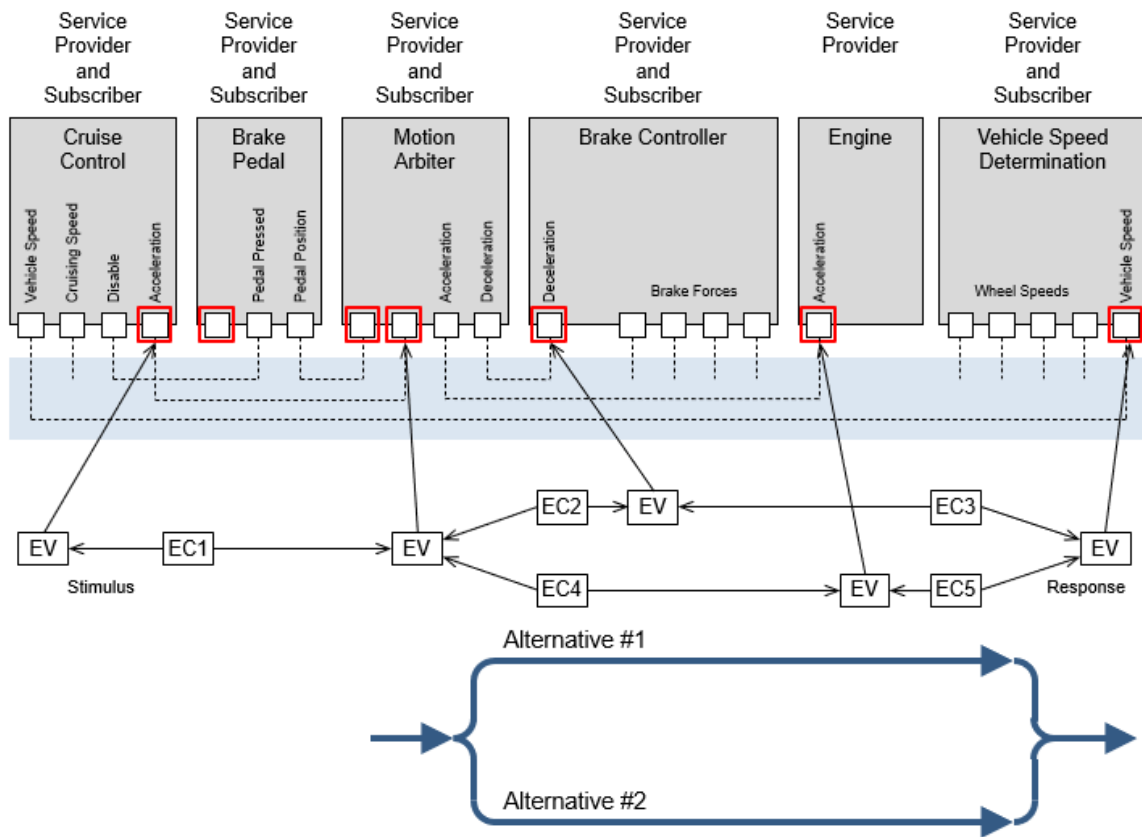 Service
Provider
and
Subscriber
Service
Provider
and
Subscriber
Service
Provider
and
Subscriber
Service
Provider
and
Subscriber
Service
Provider
Service
Provider
and
Subscriber
Cruise
Control
Brake
Pedal
Motion
Arbiter
Brake Controller
Engine
Vehicle Speed
Determination
Vehicle Speed
Cruising Speed
Disable
Acceleration
Pedal Pressed
Pedal Position
Acceleration
Deceleration
Deceleration
Brake Forces
Acceleration
Wheel Speeds
Vehicle Speed
EC2
EV
EC3
EV
EC1
EV
EV
Stimulus
EC4
EV
EC5
Response
Alternative #1
Alternative #2